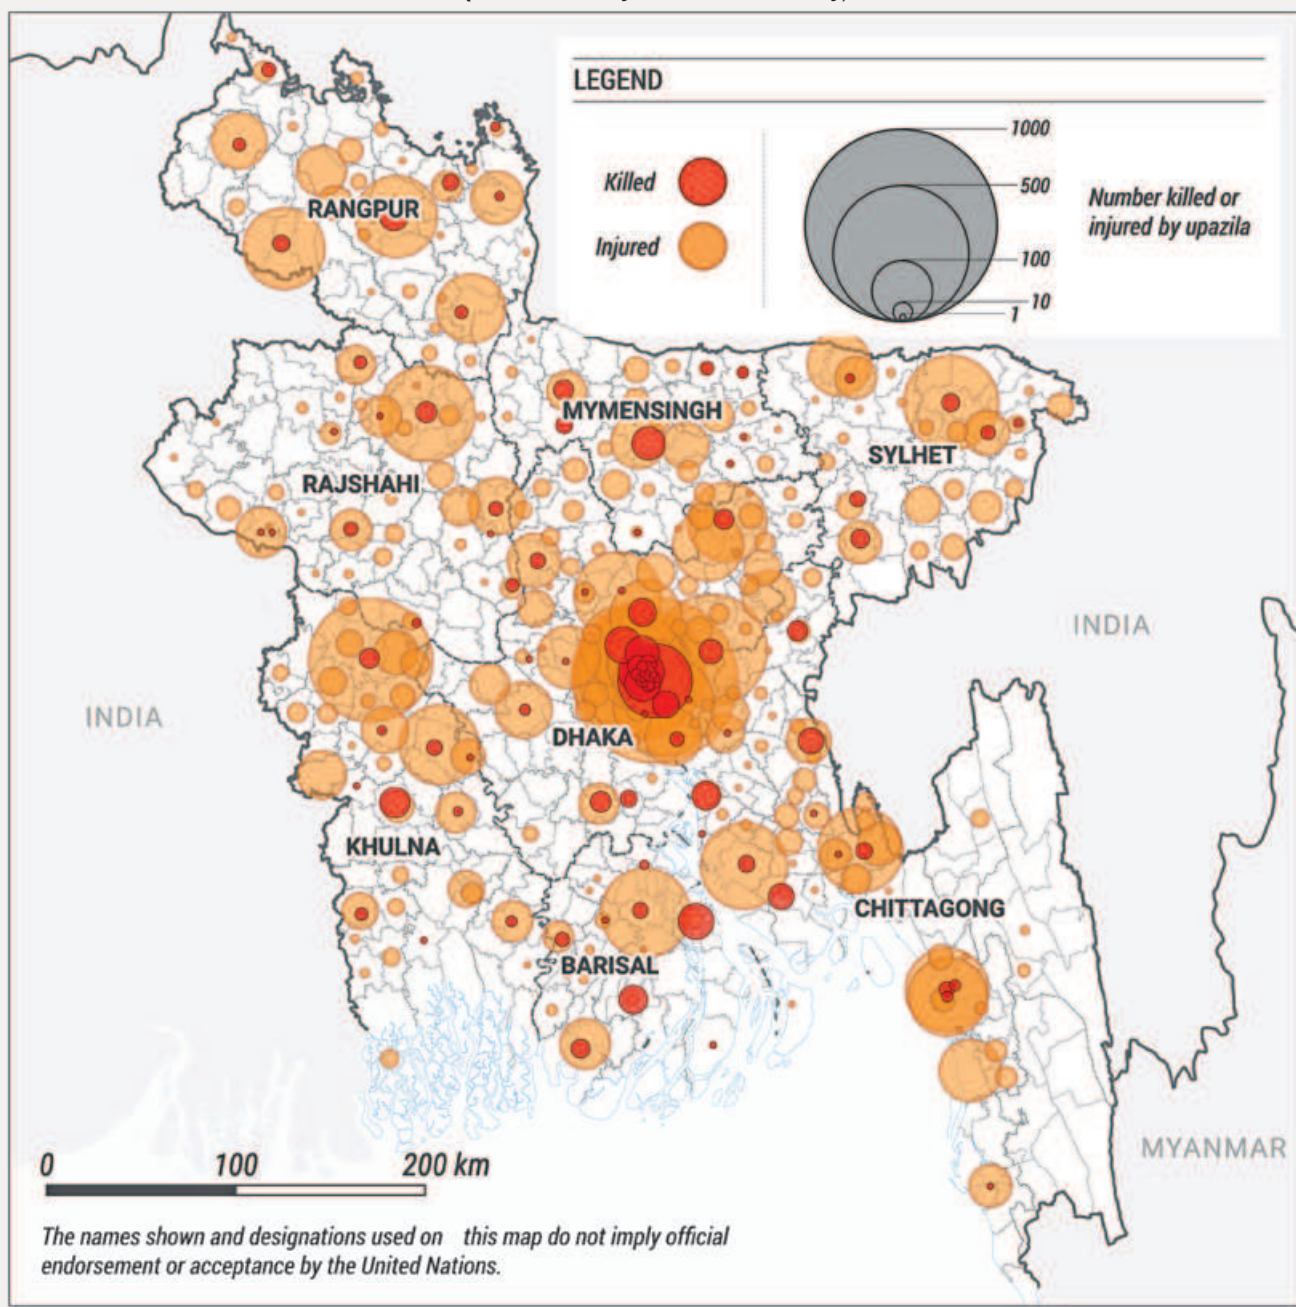 LEGEND
Killed
Injured
1000
500
100
10
1
Number killed or
injured by upazila
RANGPUR
MYMENSINGH
SYLHET
RAJSHAHI
INDIA
INDIA
DHAKA
KHULNA
CHITTAGONG
BARISAL
MYANMAR
0 100 200 km
The names shown and designations used on this map do not imply official
endorsement or acceptance by the United Nations.